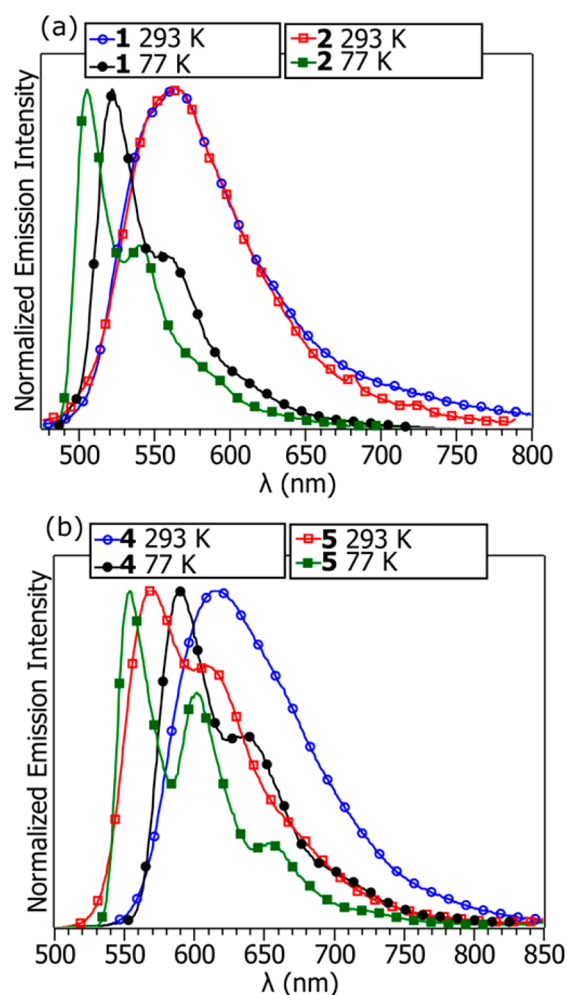 (a)
1 293 K
1 77 K
2 293 K
2 77 K
Normalized Emission Intensity
500 550 600 650 700 750 800
λ (nm)
(b)
4 293 K
4 77 K
5 293 K
5 77 K
Normalized Emission Intensity
500 550 600 650 700 750 800 850
λ (nm)